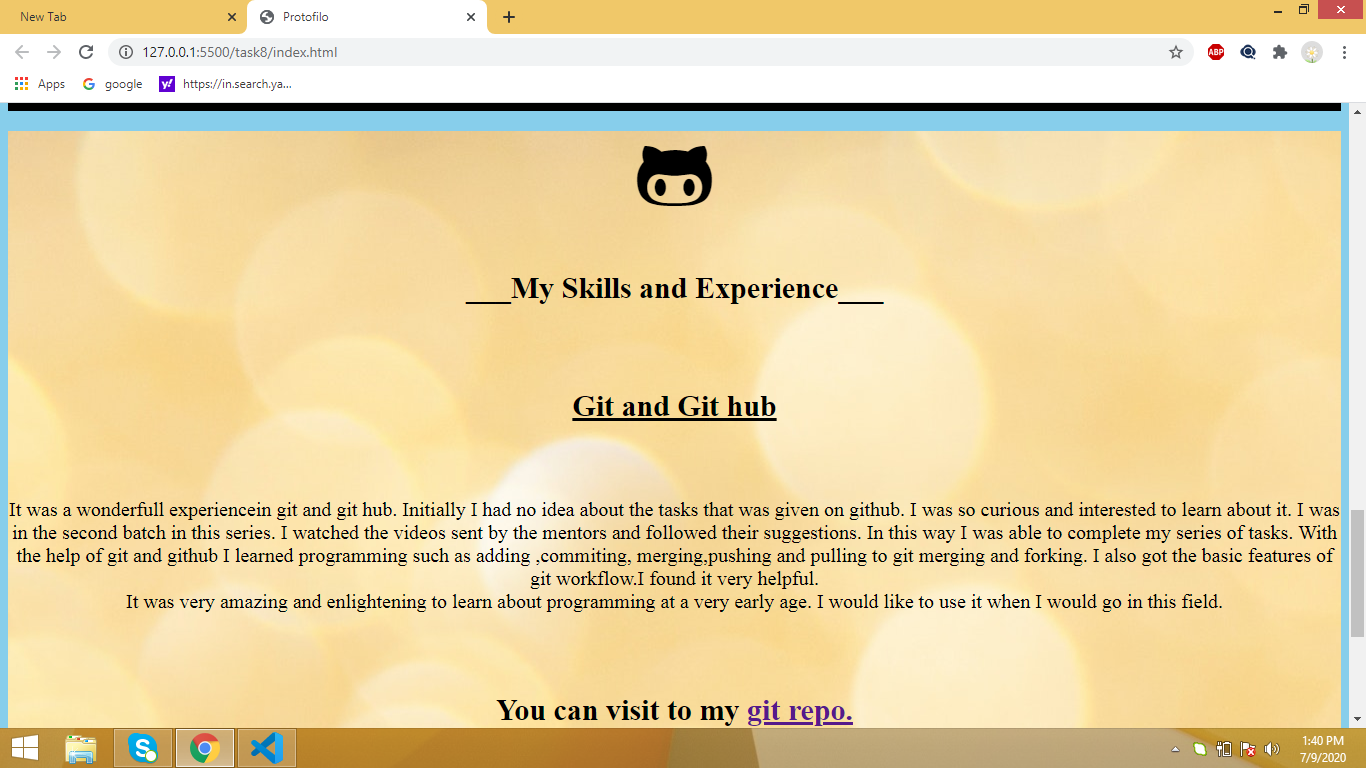 New Tab
Protofilo
127.0.0.1:5500/task8/index.html
ABP
Apps
google
y!
https://in.search.ya...
___My Skills and Experience___
Git and Git hub
It was a wonderfull experiencein git and git hub. Initially I had no idea about the tasks that was given on github. I was so curious and interested to learn about it. I was
in the second batch in this series. I watched the videos sent by the mentors and followed their suggestions. In this way I was able to complete my series of tasks. With
the help of git and github I learned programming such as adding ,commiting, merging,pushing and pulling to git merging and forking. I also got the basic features of
git workflow.I found it very helpful.
It was very amazing and enlightening to learn about programming at a very early age. I would like to use it when I would go in this field.
You can visit to my git repo.
1:40 PM
7/9/2020